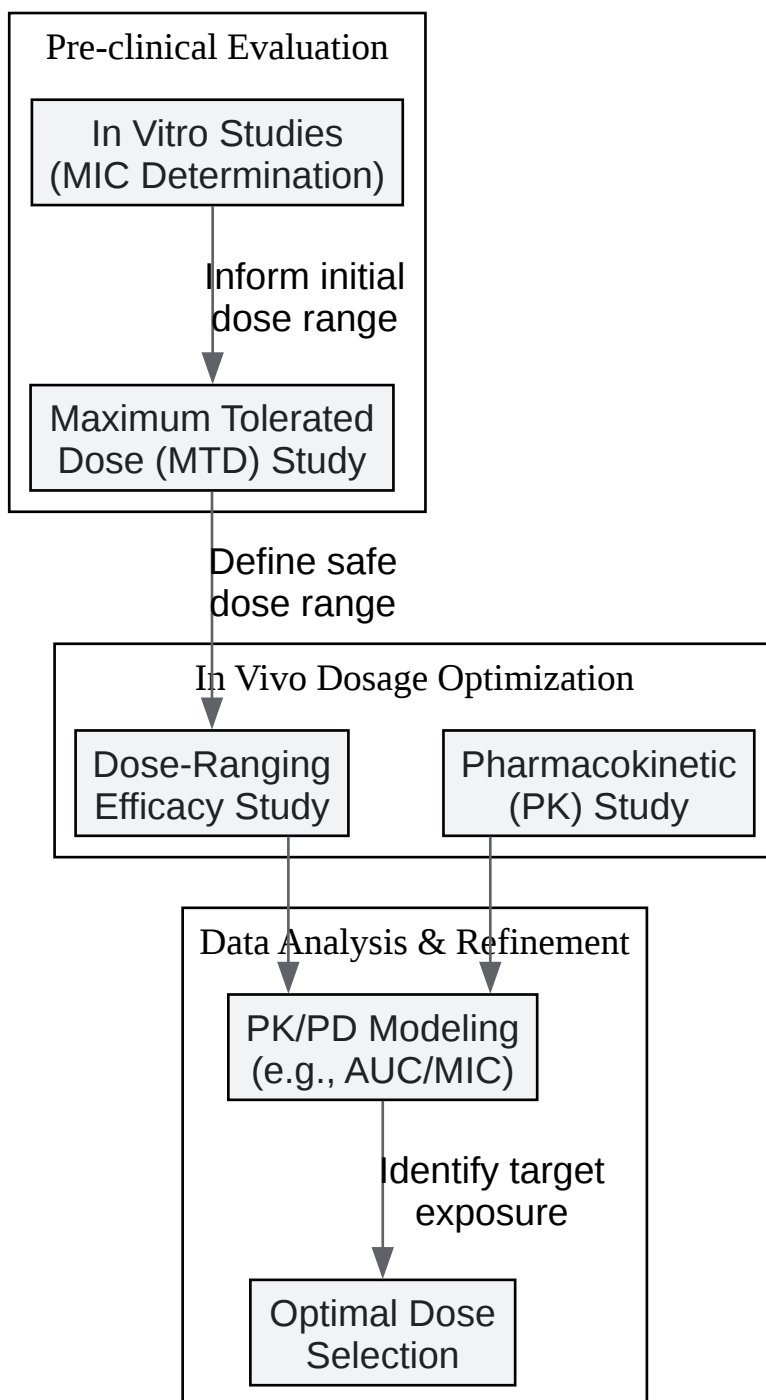 Pre-clinical Evaluation
In Vitro Studies
(MIC Determination)
Inform initial
dose range
Maximum Tolerated
Dose (MTD) Study
Define safe
dose range
In Vivo Dosage Optimization
Dose-Ranging
Efficacy Study
Pharmacokinetic
(PK) Study
Data Analysis & Refinement
PK/PD Modeling
(e.g., AUC/MIC)
Identify target
exposure
Optimal Dose
Selection